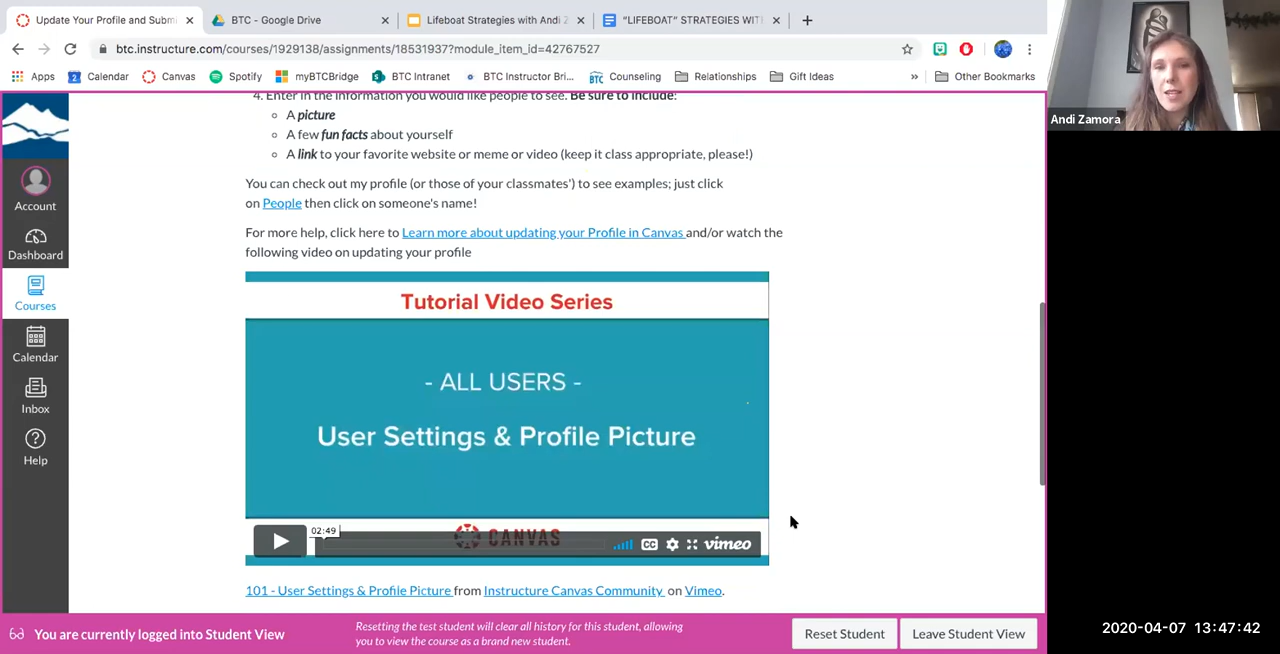 Update Your Profile and Submi
BTC - Google Drive
Lifeboat Strategies with Andi Z
"LIFEBOAT" STRATEGIES WIT
btc.instructure.com/courses/1929138/assignments/18531937?module_item_id=42767527
Apps
Calendar
Canvas
Spotify
myBTCBridge
BTC Intranet
BTC Instructor Bri...
BTC
Counseling
Relationships
Gift Ideas
»
Other Bookmarks
Andi Zamora
4. Enter in the information you would like people to see. Be sure to include:
A picture
A few fun facts about yourself
A link to your favorite website or meme or video (keep it class appropriate, please!)
You can check out my profile (or those of your classmates') to see examples; just click
on People then click on someone's name!
For more help, click here to Learn more about updating your Profile in Canvas and/or watch the
following video on updating your profile
Account
Dashboard
Courses
Calendar
Inbox
Help
Tutorial Video Series
- ALL USERS -
User Settings & Profile Picture
02:49
CANVAS
CC
vimeo
101 - User Settings & Profile Picture from Instructure Canvas Community on Vimeo.
You are currently logged into Student View
Resetting the test student will clear all history for this student, allowing
you to view the course as a brand new student.
Reset Student
Leave Student View
2020-04-07 13:47:42